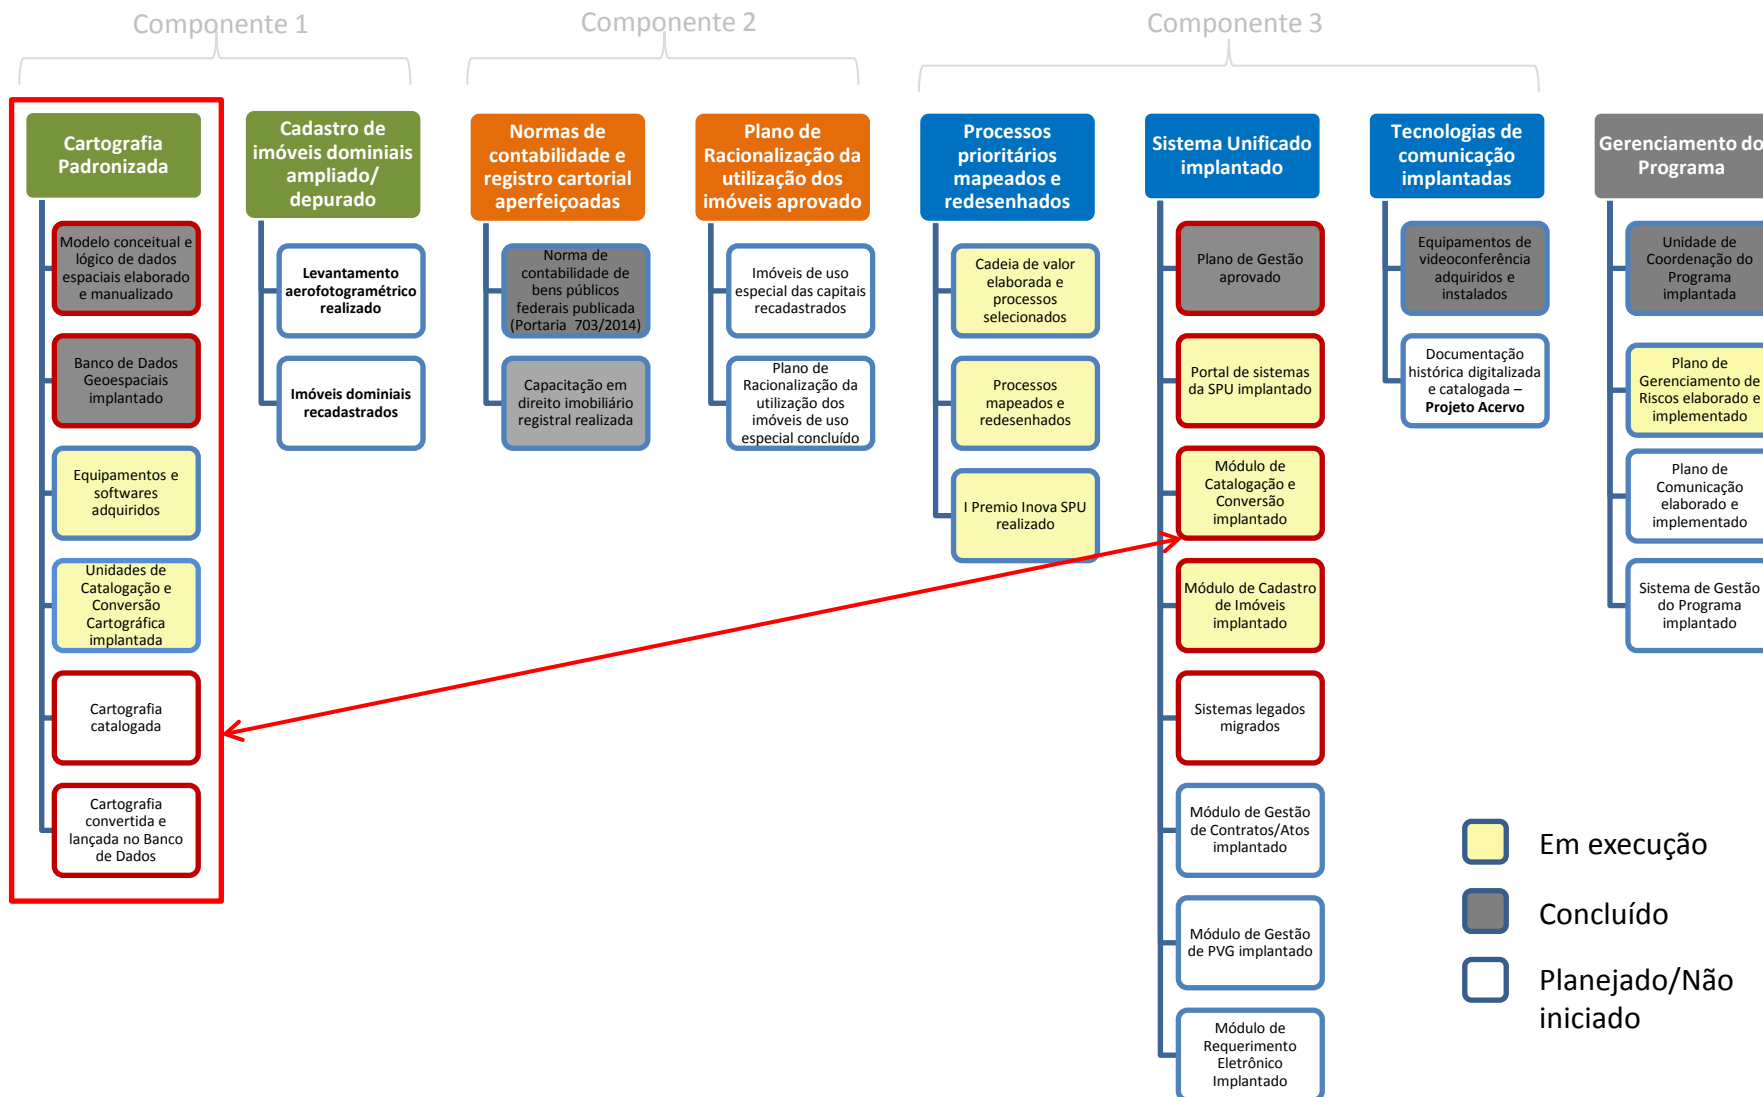 Componente 1
Componente 2
Componente 3
Cartografia
Padronizada
Modelo conceitual e
lógico de dados
espaciais elaborado
e manualizado
Banco de Dados
Geoespaciais
implantado
Equipamentos e
softwares
adquiridos
Unidades de
Catalogação e
Conversão
Cartográfica
implantada
Cartografia
catalogada
Cartografia
convertida e
lançada no Banco
de Dados
Cadastro de
imóveis dominiais
ampliado/
depurado
Levantamento
aerofotogramétrico
realizado
Imóveis dominiais
recadastrados
Normas de
contabilidade e
registro cartorial
aperfeiçoadas
Norma de
contabilidade de
bens públicos
federais publicada
(Portaria 703/2014)
Capacitação em
direito imobiliário
registral realizada
Plano de
Racionalização da
utilização dos
imóveis aprovado
Imóveis de uso
especial das capitais
recadastrados
Plano de
Racionalização da
utilização dos
imóveis de uso
especial concluído
Processos
prioritários
mapeados e
redesenhados
Cadeia de valor
elaborada e
processos
selecionados
Processos
mapeados e
redesenhados
I Premio Inova SPU
realizado
Sistema Unificado
implantado
Plano de Gestão
aprovado
Portal de sistemas
da SPU implantado
Módulo de
Catalogação e
Conversão
implantado
Módulo de Cadastro
de Imóveis
implantado
Sistemas legados
migrados
Módulo de Gestão
de Contratos/Atos
implantado
Módulo de Gestão
de PVG implantado
Módulo de
Requerimento
Eletrônico
Implantado
Tecnologias de
comunicação
implantadas
Equipamentos de
videoconferência
adquiridos e
instalados
Documentação
histórica digitalizada
e catalogada –
Projeto Acervo
Gerenciamento do
Programa
Unidade de
Coordenação do
Programa
implantada
Plano de
Gerenciamento de
Riscos elaborado e
implementado
Plano de
Comunicação
elaborado e
implementado
Sistema de Gestão
do Programa
implantado
Em execução
Concluído
Planejado/Não
iniciado